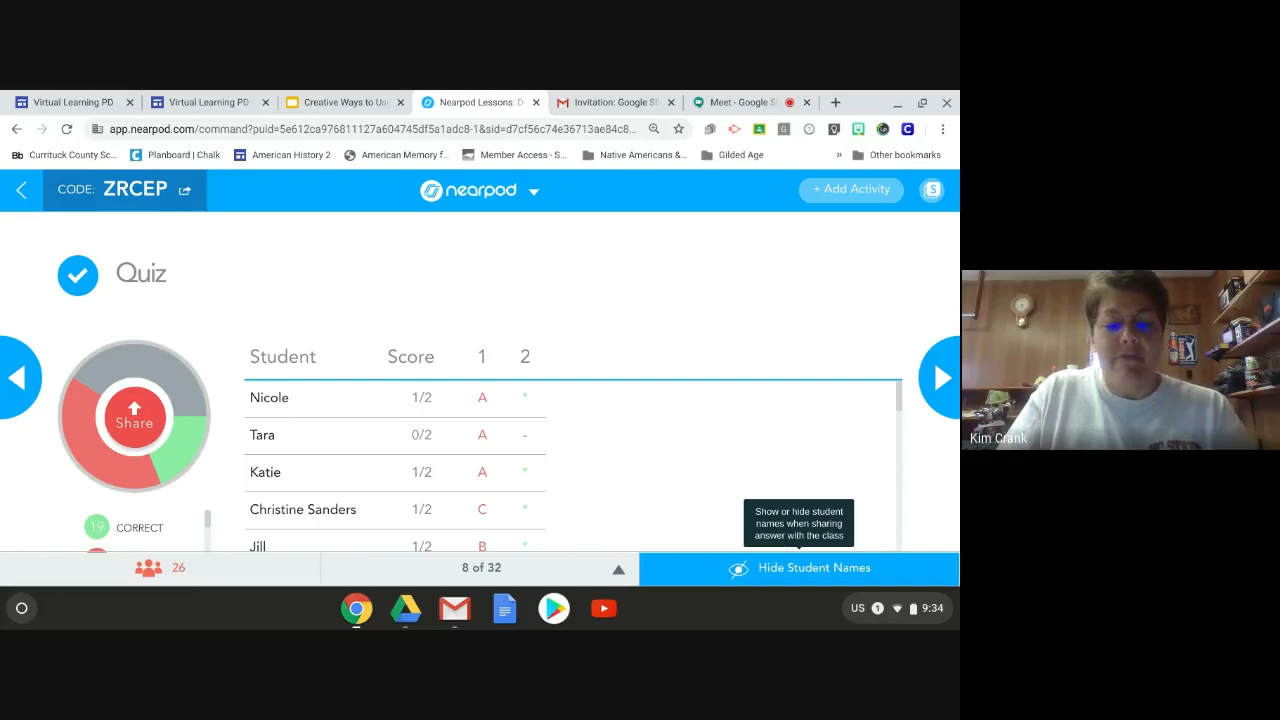 Virtual Learning PD
Virtual Learning PD
Creative Ways to Us
Nearpod Lessons: D
Invitation: Google St
Meet - Google S
app.nearpod.com/command?puid=5e612ca976811127a604745df5a1adc8-1&sid=d7cf56c74e36713ae84c8...
Bb Currituck County Sc...
Planboard | Chalk
American History 2
American Memory f...
Member Access - S...
Native Americans &...
Gilded Age
»
Other bookmarks
CODE: ZRCEP
nearpod
+ Add Activity
S
Quiz
Student Score 1 2
Nicole 1/2 A *
Tara 0/2 A -
Katie 1/2 A *
Christine Sanders 1/2 C *
Jill 1/2 B *
Share
19 CORRECT
Show or hide student
names when sharing
answer with the class
26
8 of 32
Hide Student Names
US 1 9:34
Kim Crank